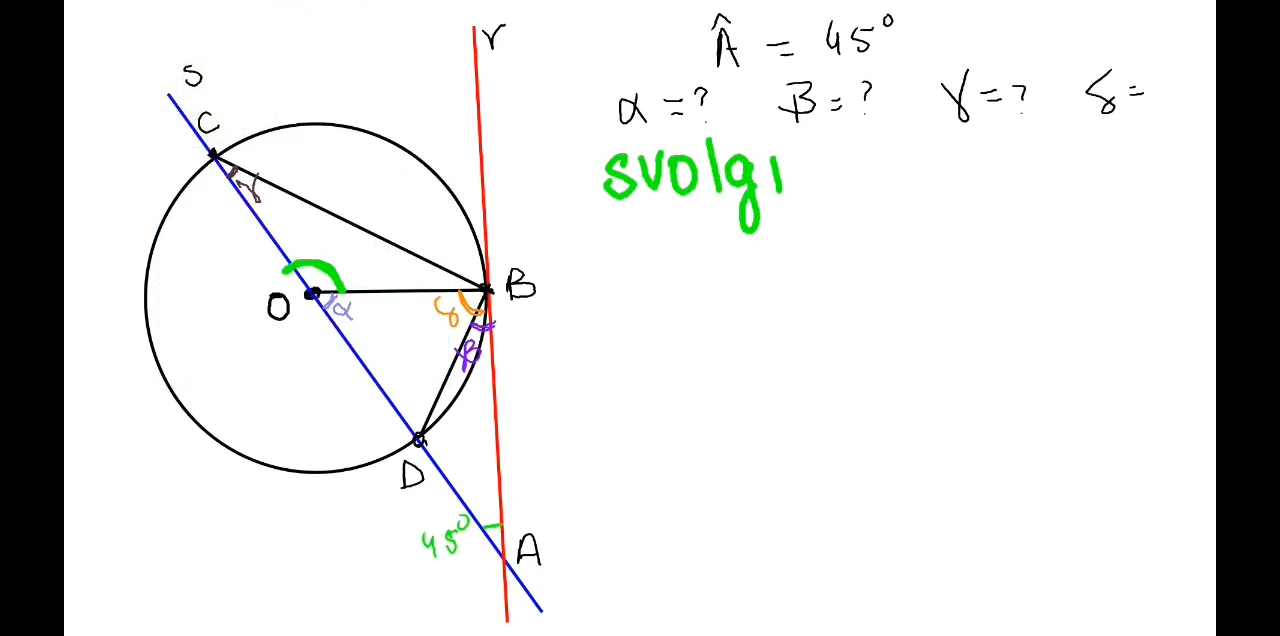 Â = 45°
α = ? β = ? γ = ? δ =
svolgi
r
s
C
γ
B
O
α
δ
β
D
45°
A